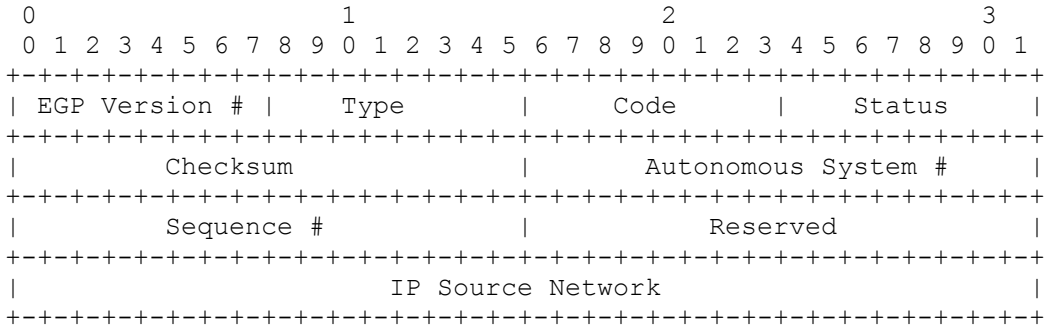 0                   1                   2                   3
 0 1 2 3 4 5 6 7 8 9 0 1 2 3 4 5 6 7 8 9 0 1 2 3 4 5 6 7 8 9 0 1
+-+-+-+-+-+-+-+-+-+-+-+-+-+-+-+-+-+-+-+-+-+-+-+-+-+-+-+-+-+-+-+-+
| EGP Version # |    Type       |     Code      |    Status     |
+-+-+-+-+-+-+-+-+-+-+-+-+-+-+-+-+-+-+-+-+-+-+-+-+-+-+-+-+-+-+-+-+
|         Checksum              |       Autonomous System #     |
+-+-+-+-+-+-+-+-+-+-+-+-+-+-+-+-+-+-+-+-+-+-+-+-+-+-+-+-+-+-+-+-+
|         Sequence #            |           Reserved            |
+-+-+-+-+-+-+-+-+-+-+-+-+-+-+-+-+-+-+-+-+-+-+-+-+-+-+-+-+-+-+-+-+
|                       IP Source Network                       |
+-+-+-+-+-+-+-+-+-+-+-+-+-+-+-+-+-+-+-+-+-+-+-+-+-+-+-+-+-+-+-+-+